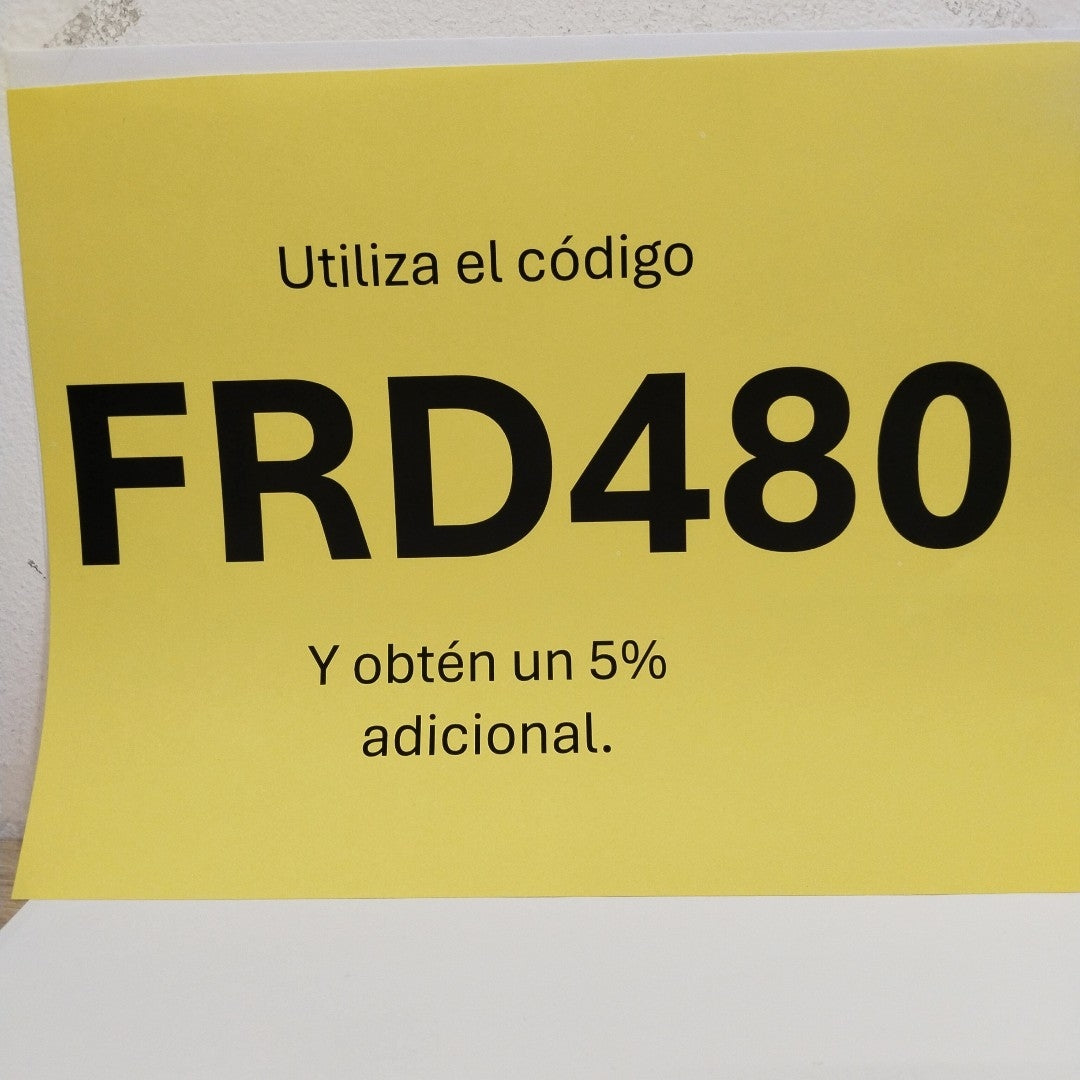 Utiliza el código
FRD480
Y obtén un 5%
adicional.